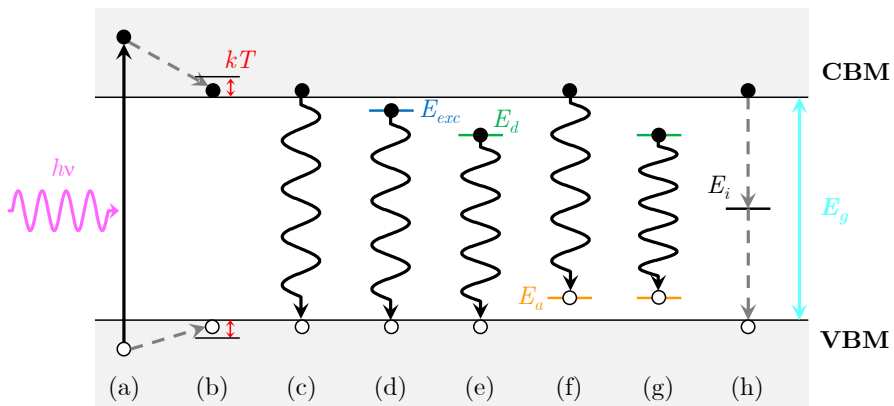 kT
CBM
E_exc
E_d
hν
E_i
E_g
E_a
VBM
(a) (b) (c) (d) (e) (f) (g) (h)